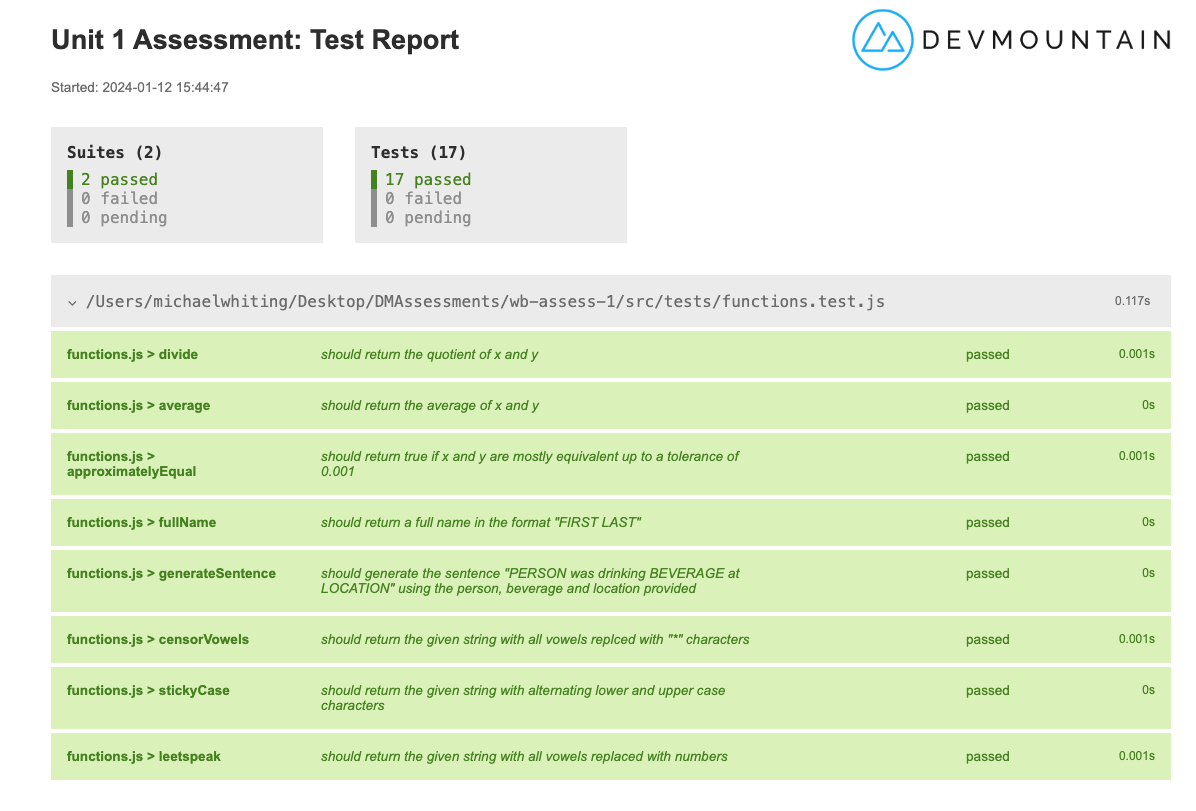 Unit 1 Assessment: Test Report
DEVMOUNTAIN
Started: 2024-01-12 15:44:47
Suites (2)
2 passed
0 failed
0 pending
Tests (17)
17 passed
0 failed
0 pending
/Users/michaelwhiting/Desktop/DMAssessments/wb-assess-1/src/tests/functions.test.js 0.117s
functions.js > divide should return the quotient of x and y passed 0.001s
functions.js > average should return the average of x and y passed 0s
functions.js > should return true if x and y are mostly equivalent up to a tolerance of passed 0.001s
approximatelyEqual 0.001
functions.js > fullName should return a full name in the format "FIRST LAST" passed 0s
functions.js > generateSentence should generate the sentence "PERSON was drinking BEVERAGE at passed 0s
LOCATION" using the person, beverage and location provided
functions.js > censorVowels should return the given string with all vowels replced with "*" characters passed 0.001s
functions.js > stickyCase should return the given string with alternating lower and upper case passed 0s
characters
functions.js > leetspeak should return the given string with all vowels replaced with numbers passed 0.001s